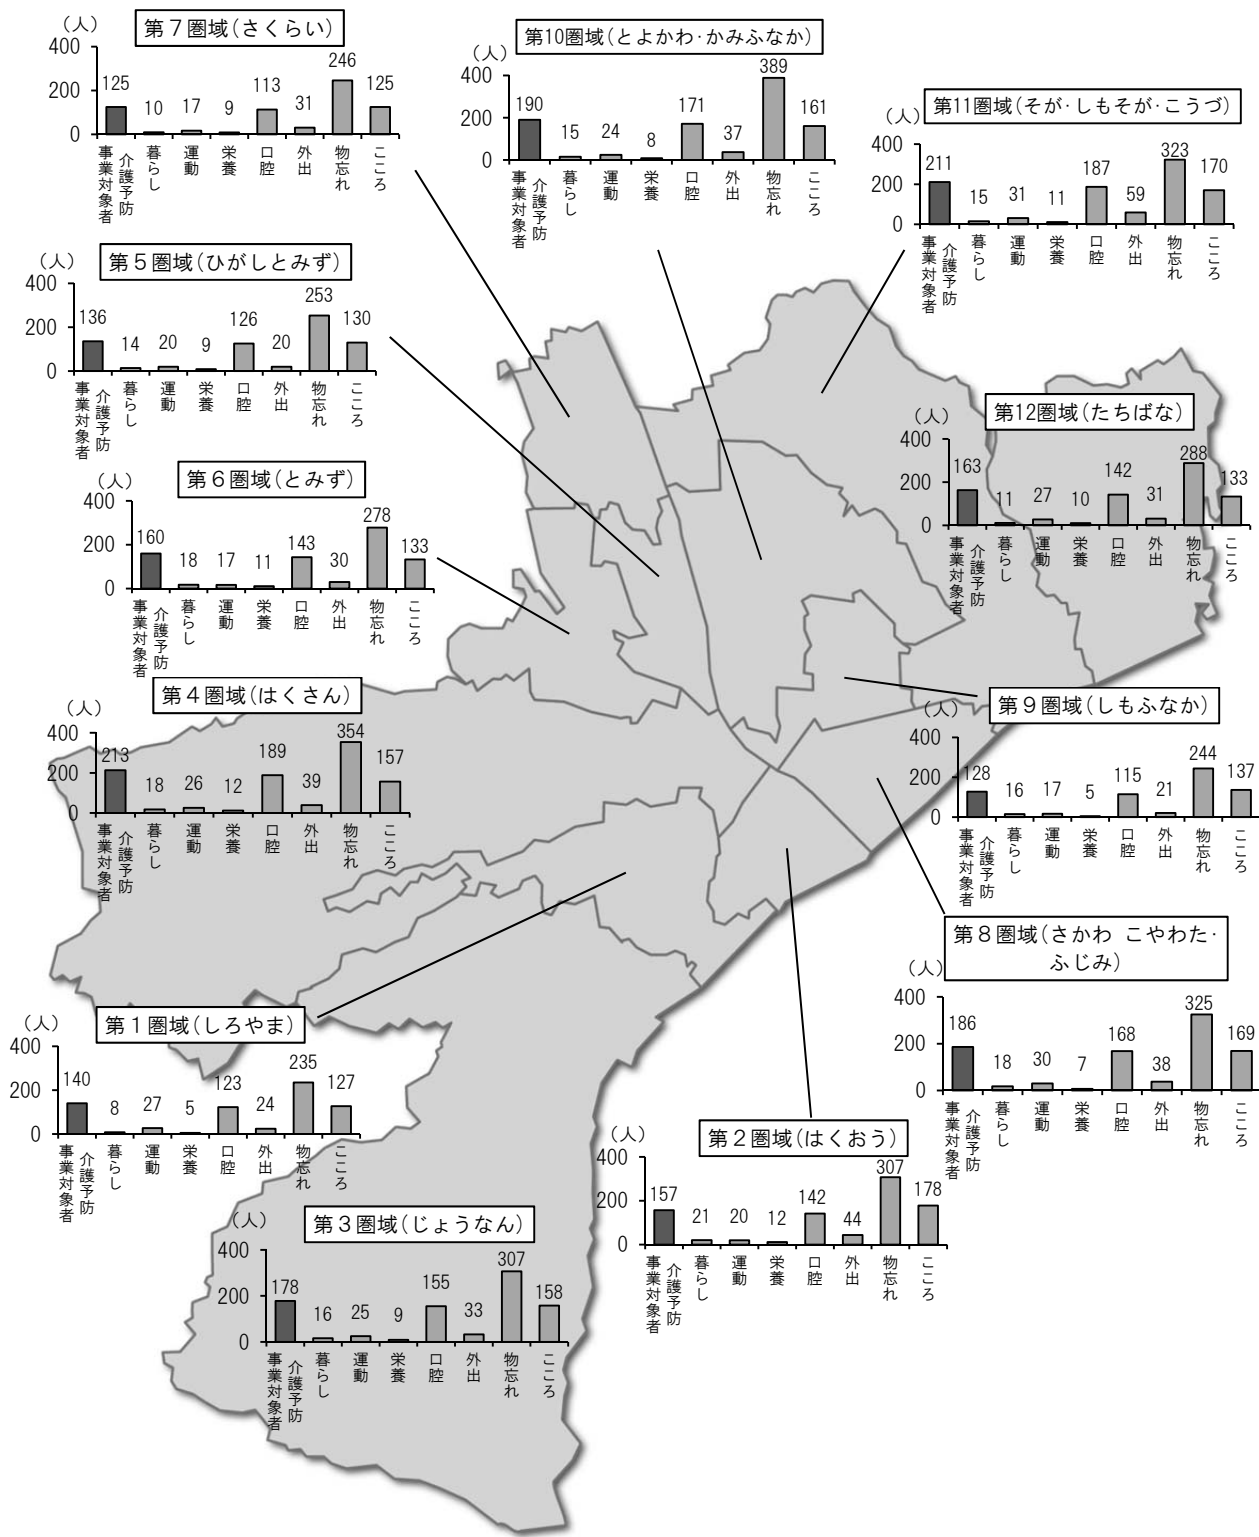 第７圏域(さくらい)
（人）
400
200
0
125
10
17
9
113
31
246
125
介護予防
事業対象者
暮らし
運動
栄養
口腔
外出
物忘れ
こころ
第10圏域(とよかわ・かみふなか)
（人）
400
200
0
190
15
24
8
171
37
389
161
介護予防
事業対象者
暮らし
運動
栄養
口腔
外出
物忘れ
こころ
第11圏域(そが・しもそが・こうづ)
（人）
400
200
0
211
15
31
11
187
59
323
170
介護予防
事業対象者
暮らし
運動
栄養
口腔
外出
物忘れ
こころ
第５圏域(ひがしとみず)
（人）
400
200
0
136
14
20
9
126
20
253
130
介護予防
事業対象者
暮らし
運動
栄養
口腔
外出
物忘れ
こころ
第12圏域(たちばな)
（人）
400
200
0
163
11
27
10
142
31
288
133
介護予防
事業対象者
暮らし
運動
栄養
口腔
外出
物忘れ
こころ
第６圏域(とみず)
（人）
400
200
0
160
18
17
11
143
30
278
133
介護予防
事業対象者
暮らし
運動
栄養
口腔
外出
物忘れ
こころ
第４圏域(はくさん)
（人）
400
200
0
213
18
26
12
189
39
354
157
介護予防
事業対象者
暮らし
運動
栄養
口腔
外出
物忘れ
こころ
第９圏域(しもふなか)
（人）
400
200
0
128
16
17
5
115
21
244
137
介護予防
事業対象者
暮らし
運動
栄養
口腔
外出
物忘れ
こころ
第８圏域(さかわ こやわた・
ふじみ)
（人）
400
200
0
186
18
30
7
168
38
325
169
介護予防
事業対象者
暮らし
運動
栄養
口腔
外出
物忘れ
こころ
第１圏域(しろやま)
（人）
400
200
0
140
8
27
5
123
24
235
127
介護予防
事業対象者
暮らし
運動
栄養
口腔
外出
物忘れ
こころ
第２圏域(はくおう)
（人）
400
200
0
157
21
20
12
142
44
307
178
介護予防
事業対象者
暮らし
運動
栄養
口腔
外出
物忘れ
こころ
第３圏域(じょうなん)
（人）
400
200
0
178
16
25
9
155
33
307
158
介護予防
事業対象者
暮らし
運動
栄養
口腔
外出
物忘れ
こころ